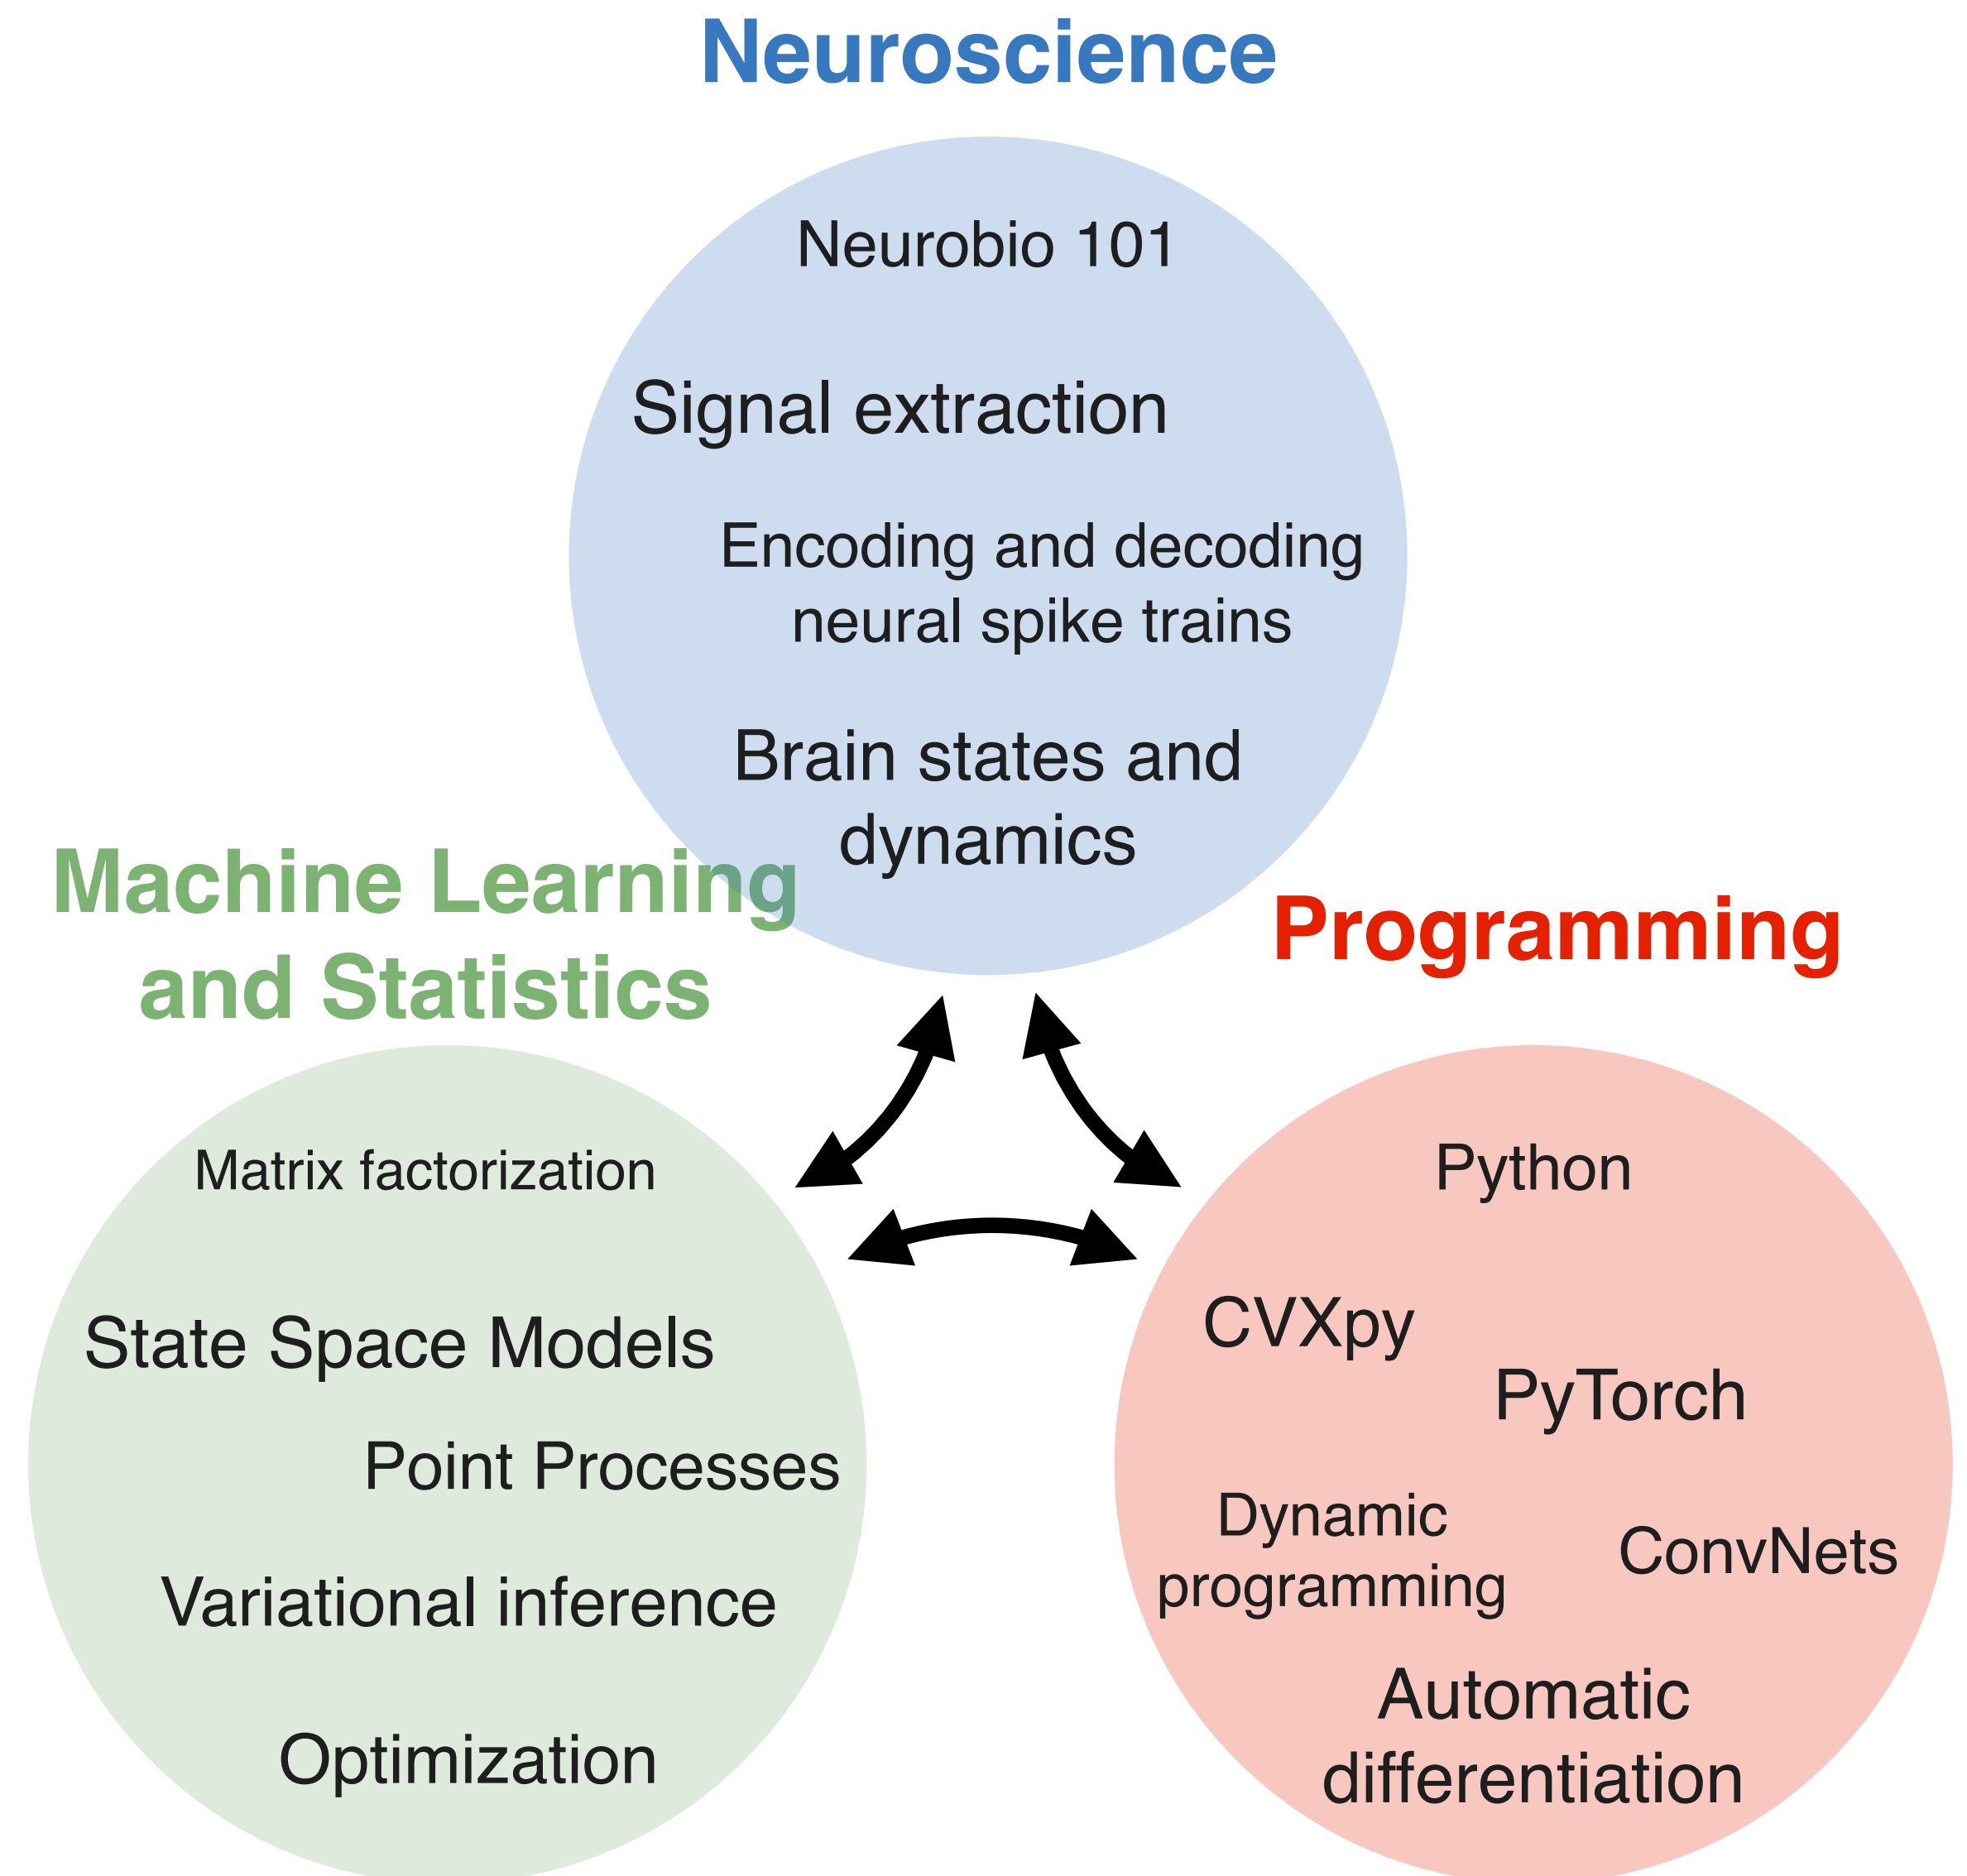 Neuroscience
Neurobio 101
Signal extraction
Encoding and decoding
neural spike trains
Brain states and
dynamics
Machine Learning
and Statistics
Matrix factorization
State Space Models
Point Processes
Variational inference
Optimization
Programming
Python
CVXpy
PyTorch
Dynamic
programming
ConvNets
Automatic
differentiation